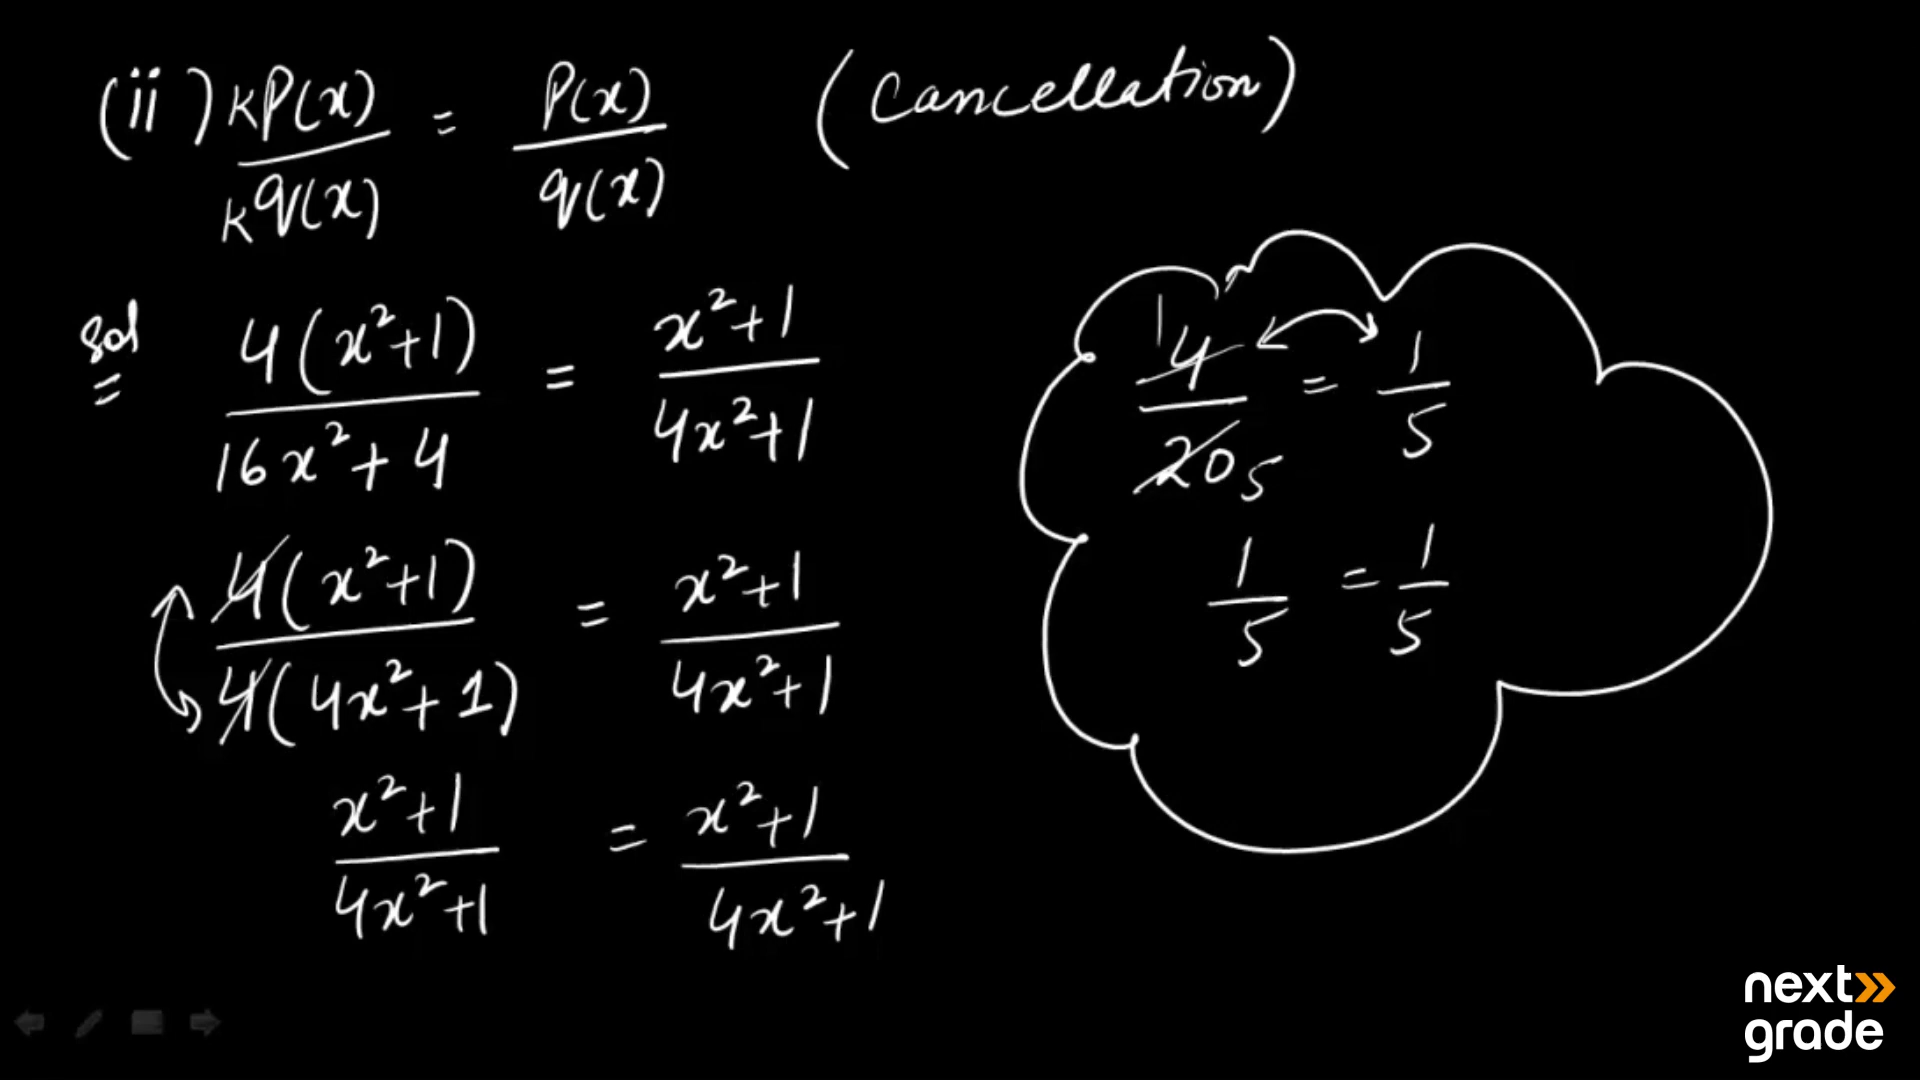 (ii) kP(x)/kq(x) = P(x)/q(x) (Cancellation)
Sol 4(x²+1)/16x²+4 = x²+1/4x²+1
4(x²+1)/4(4x²+1) = x²+1/4x²+1
x²+1/4x²+1 = x²+1/4x²+1
1 4/20 5 = 1/5
1/5 = 1/5
next
grade